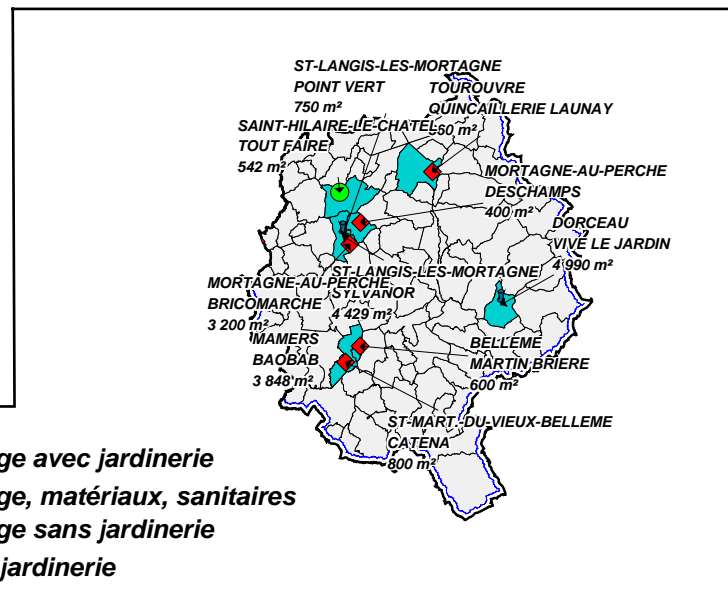 ST-LANGIS-LES-MORTAGNE
POINT VERT
750 m²
TOUROUVRE
QUINCAILLERIE LAUNAY
60 m²
SAINT-HILAIRE-LE-CHATEL
TOUT FAIRE
542 m²
MORTAGNE-AU-PERCHE
DESCHAMPS
400 m²
DORCEAU
VIVE LE JARDIN
4 990 m²
ST-LANGIS-LES-MORTAGNE
SYLVANOR
4 429 m²
MORTAGNE-AU-PERCHE
BRICOMARCHE
3 200 m²
MAMERS
BAOBAB
3 848 m²
BELLEME
MARTIN BRIERE
600 m²
ST-MART.-DU-VIEUX-BELLEME
CATENA
800 m²
ge avec jardinerie
ge, matériaux, sanitaires
ge sans jardinerie
jardinerie